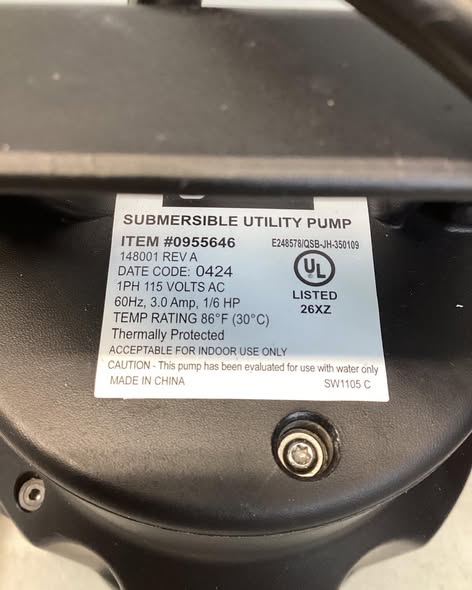 SUBMERSIBLE UTILITY PUMP
ITEM #0955646
E248578/QSB-JH-350109
148001 REV A
DATE CODE: 0424
1PH 115 VOLTS AC
60Hz, 3.0 Amp, 1/6 HP
TEMP RATING 86°F (30°C)
Thermally Protected
UL
LISTED
26XZ
ACCEPTABLE FOR INDOOR USE ONLY
CAUTION - This pump has been evaluated for use with water only
MADE IN CHINA
SW1105 C